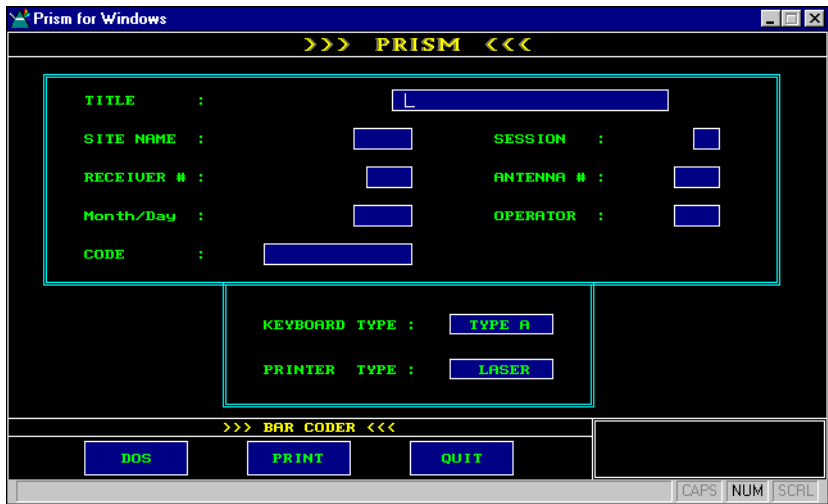 Prism for Windows
>>> PRISM <<<
TITLE :
SITE NAME : SESSION :
RECEIVER # : ANTENNA # :
Month/Day : OPERATOR :
CODE :
KEYBOARD TYPE : TYPE A
PRINTER TYPE : LASER
>>> BAR CODER <<<
DOS PRINT QUIT
CAPS NUM SCRL